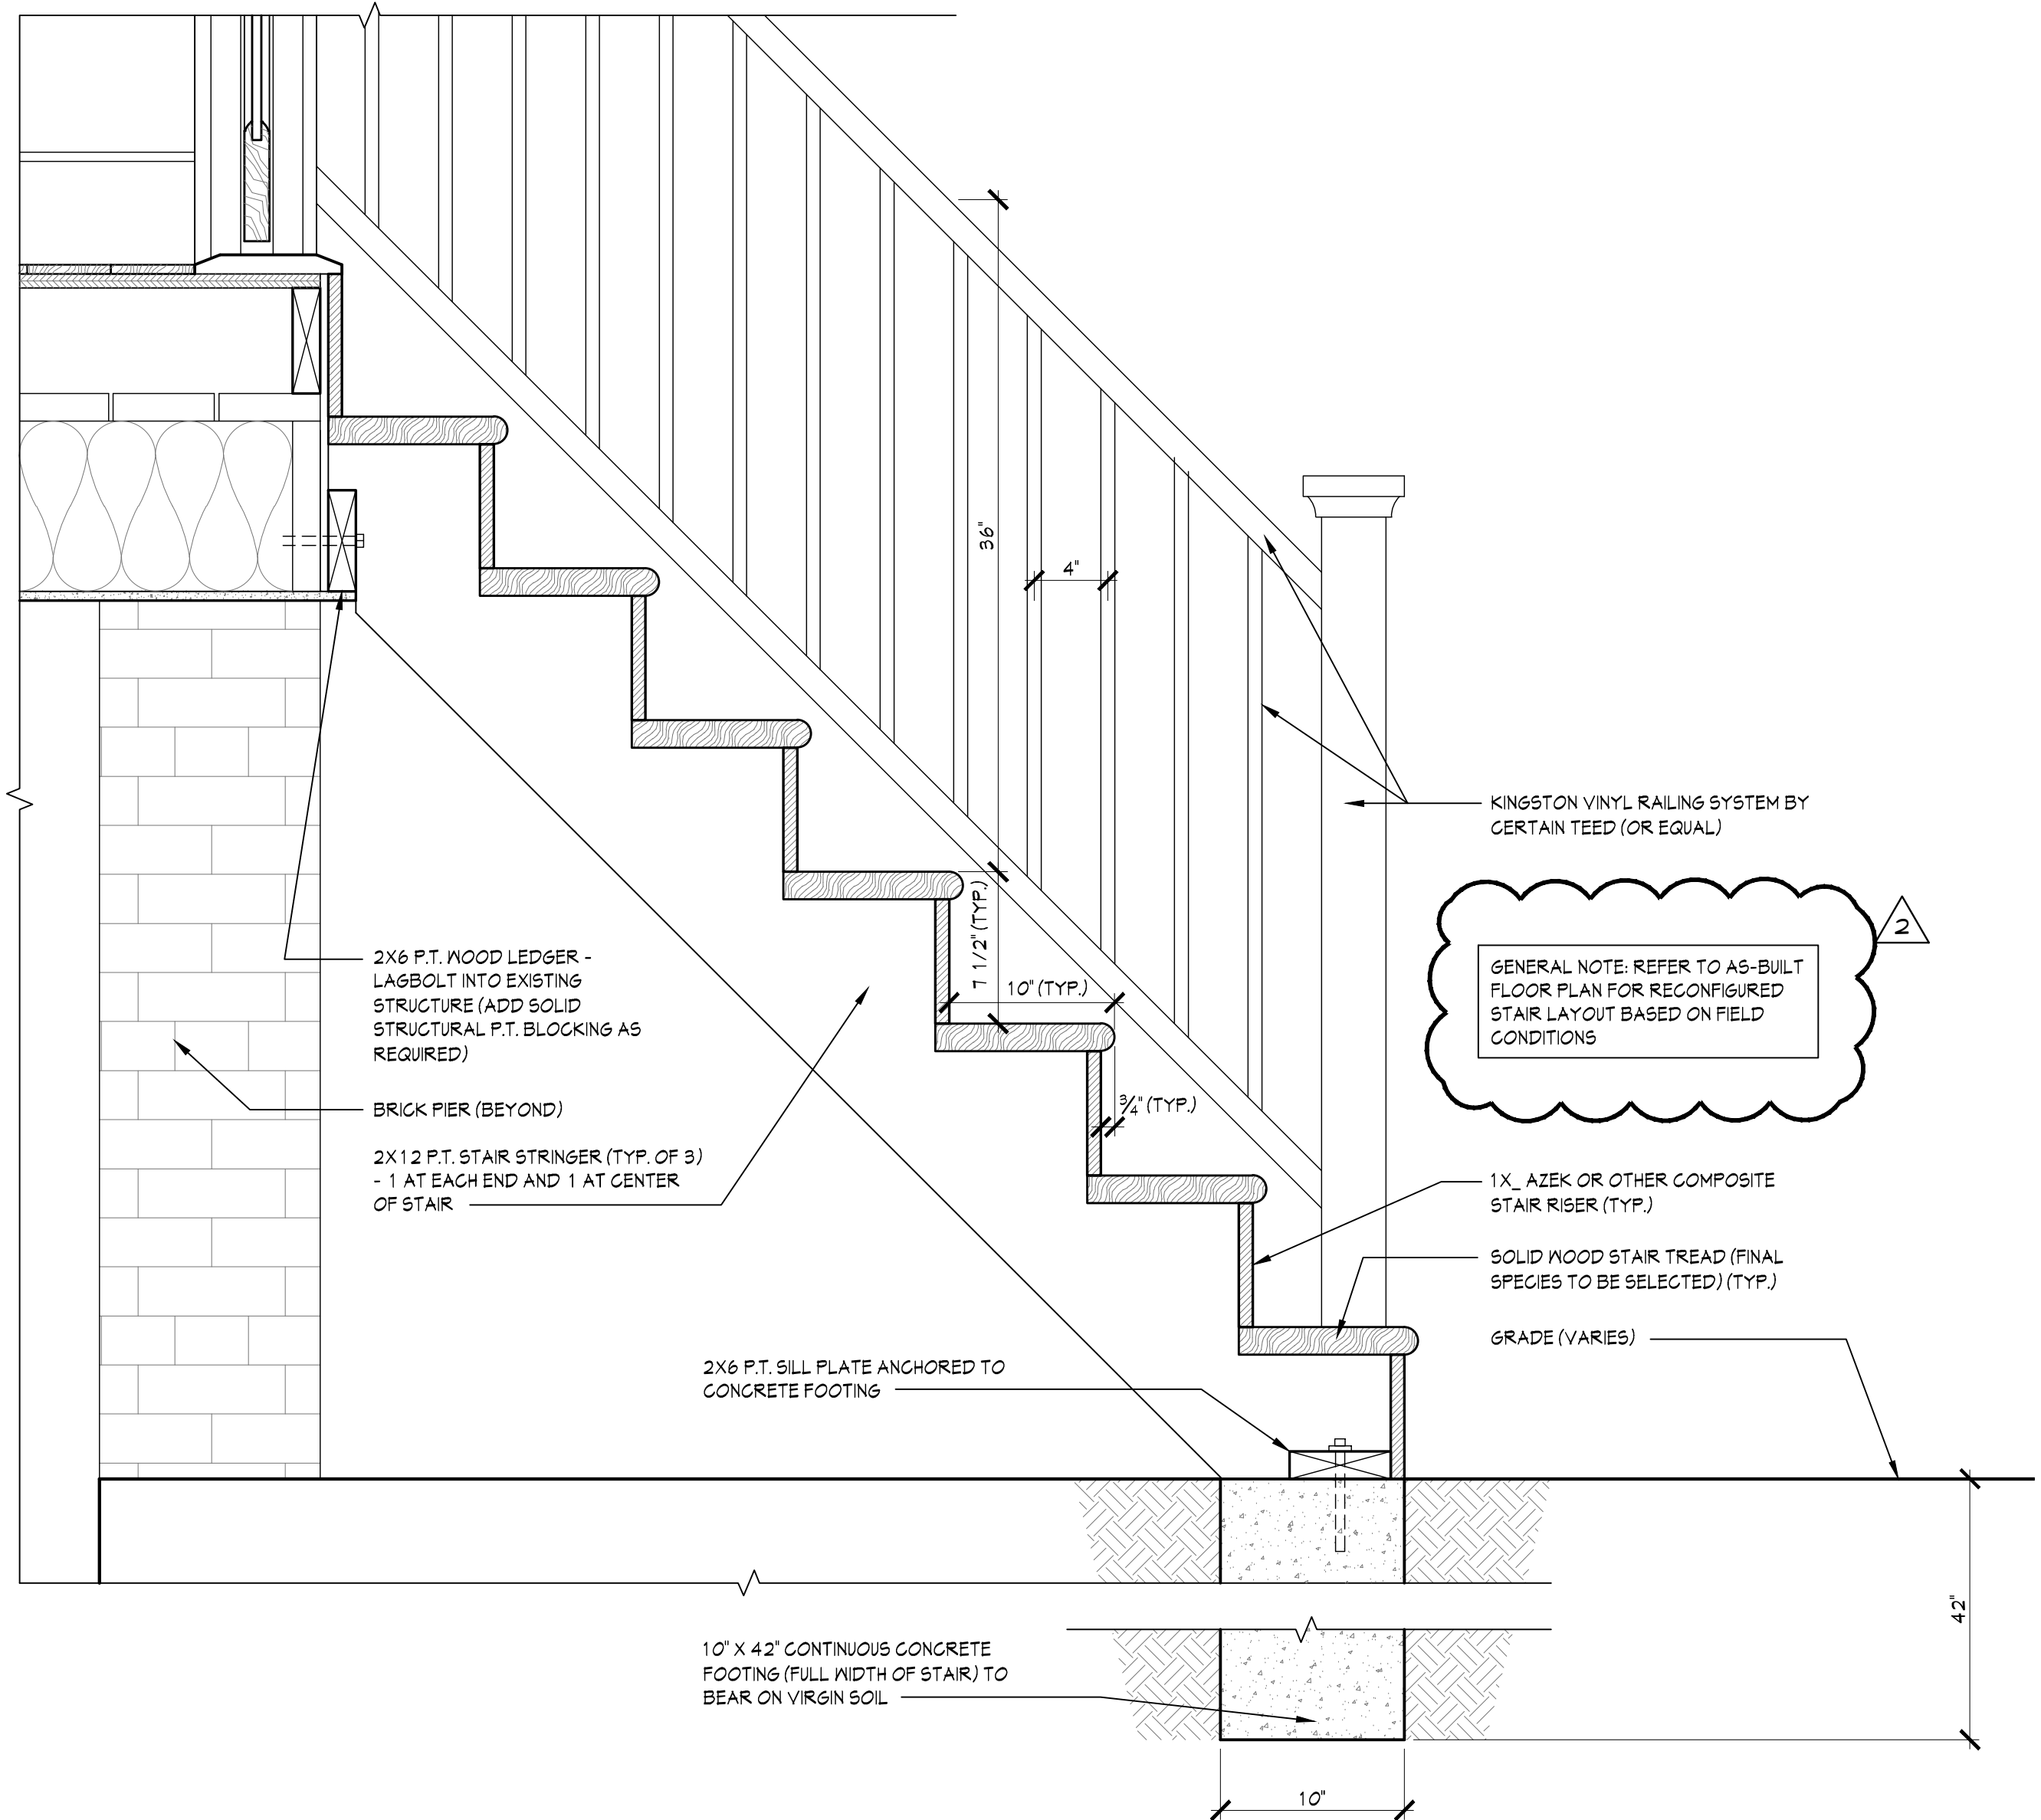 36"
4"
KINGSTON VINYL RAILING SYSTEM BY
CERTAIN TEED (OR EQUAL)
7 1/2" (TYP.)
10" (TYP.)
3/4" (TYP.)
2
GENERAL NOTE: REFER TO AS-BUILT
FLOOR PLAN FOR RECONFIGURED
STAIR LAYOUT BASED ON FIELD
CONDITIONS
2X6 P.T. WOOD LEDGER -
LAGBOLT INTO EXISTING
STRUCTURE (ADD SOLID
STRUCTURAL P.T. BLOCKING AS
REQUIRED)
BRICK PIER (BEYOND)
2X12 P.T. STAIR STRINGER (TYP. OF 3)
- 1 AT EACH END AND 1 AT CENTER
OF STAIR
1X_ AZEK OR OTHER COMPOSITE
STAIR RISER (TYP.)
SOLID WOOD STAIR TREAD (FINAL
SPECIES TO BE SELECTED) (TYP.)
GRADE (VARIES)
2X6 P.T. SILL PLATE ANCHORED TO
CONCRETE FOOTING
42"
10" X 42" CONTINUOUS CONCRETE
FOOTING (FULL WIDTH OF STAIR) TO
BEAR ON VIRGIN SOIL
10"